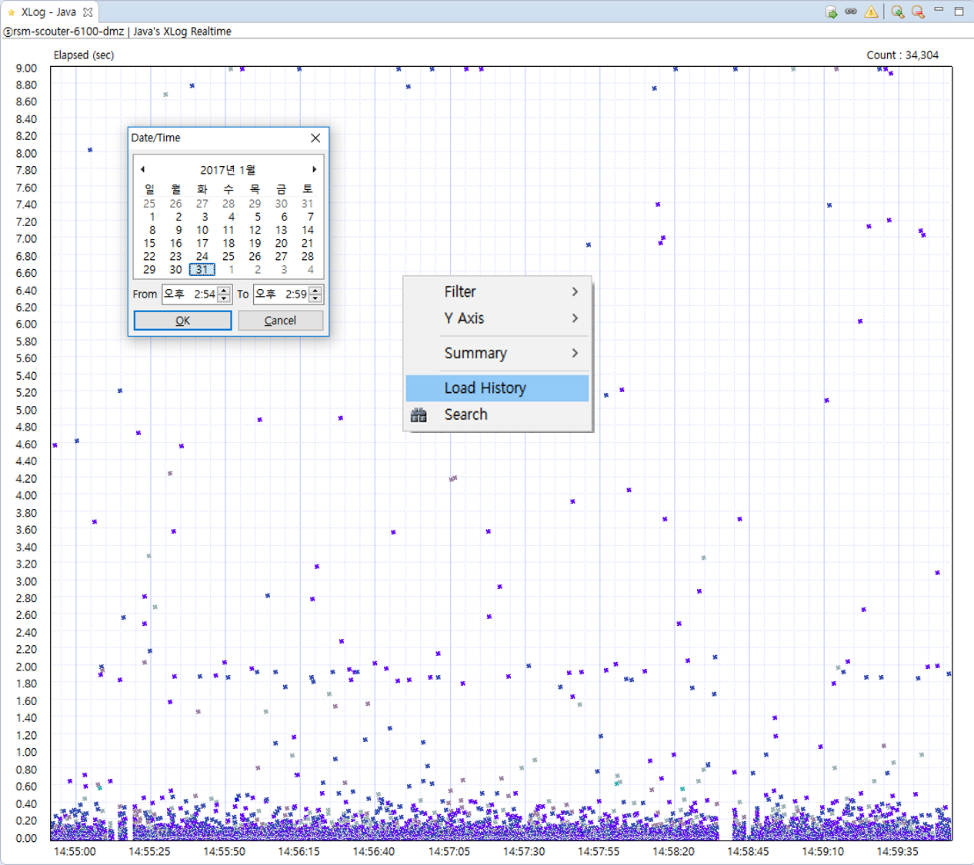 XLog - Java
ⓢrsm-scouter-6100-dmz | Java's XLog Realtime
Elapsed (sec)
Count : 34,304
9.00
8.80
8.60
8.40
8.20
8.00
7.80
7.60
7.40
7.20
7.00
6.80
6.60
6.40
6.20
6.00
5.80
5.60
5.40
5.20
5.00
4.80
4.60
4.40
4.20
4.00
3.80
3.60
3.40
3.20
3.00
2.80
2.60
2.40
2.20
2.00
1.80
1.60
1.40
1.20
1.00
0.80
0.60
0.40
0.20
0.00
Date/Time
2017년 1월
일 월 화 수 목 금 토
25 26 27 28 29 30 31
1 2 3 4 5 6 7
8 9 10 11 12 13 14
15 16 17 18 19 20 21
22 23 24 25 26 27 28
29 30 31 1 2 3 4
From 오후 2:54 To 오후 2:59
OK Cancel
Filter
Y Axis
Summary
Load History
Search
14:55:00 14:55:25 14:55:50 14:56:15 14:56:40 14:57:05 14:57:30 14:57:55 14:58:20 14:58:45 14:59:10 14:59:35